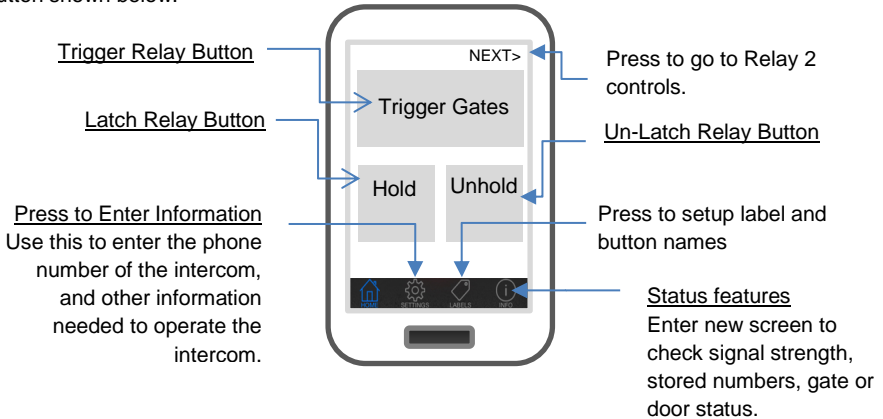 button shown below.
Trigger Relay Button
NEXT>
Press to go to Relay 2
controls.
Trigger Gates
Latch Relay Button
Un-Latch Relay Button
Hold
Unhold
Press to Enter Information
Use this to enter the phone
number of the intercom,
and other information
needed to operate the
intercom.
Press to setup label and
button names
HOME
SETTINGS
LABELS
INFO
Status features
Enter new screen to
check signal strength,
stored numbers, gate or
door status.